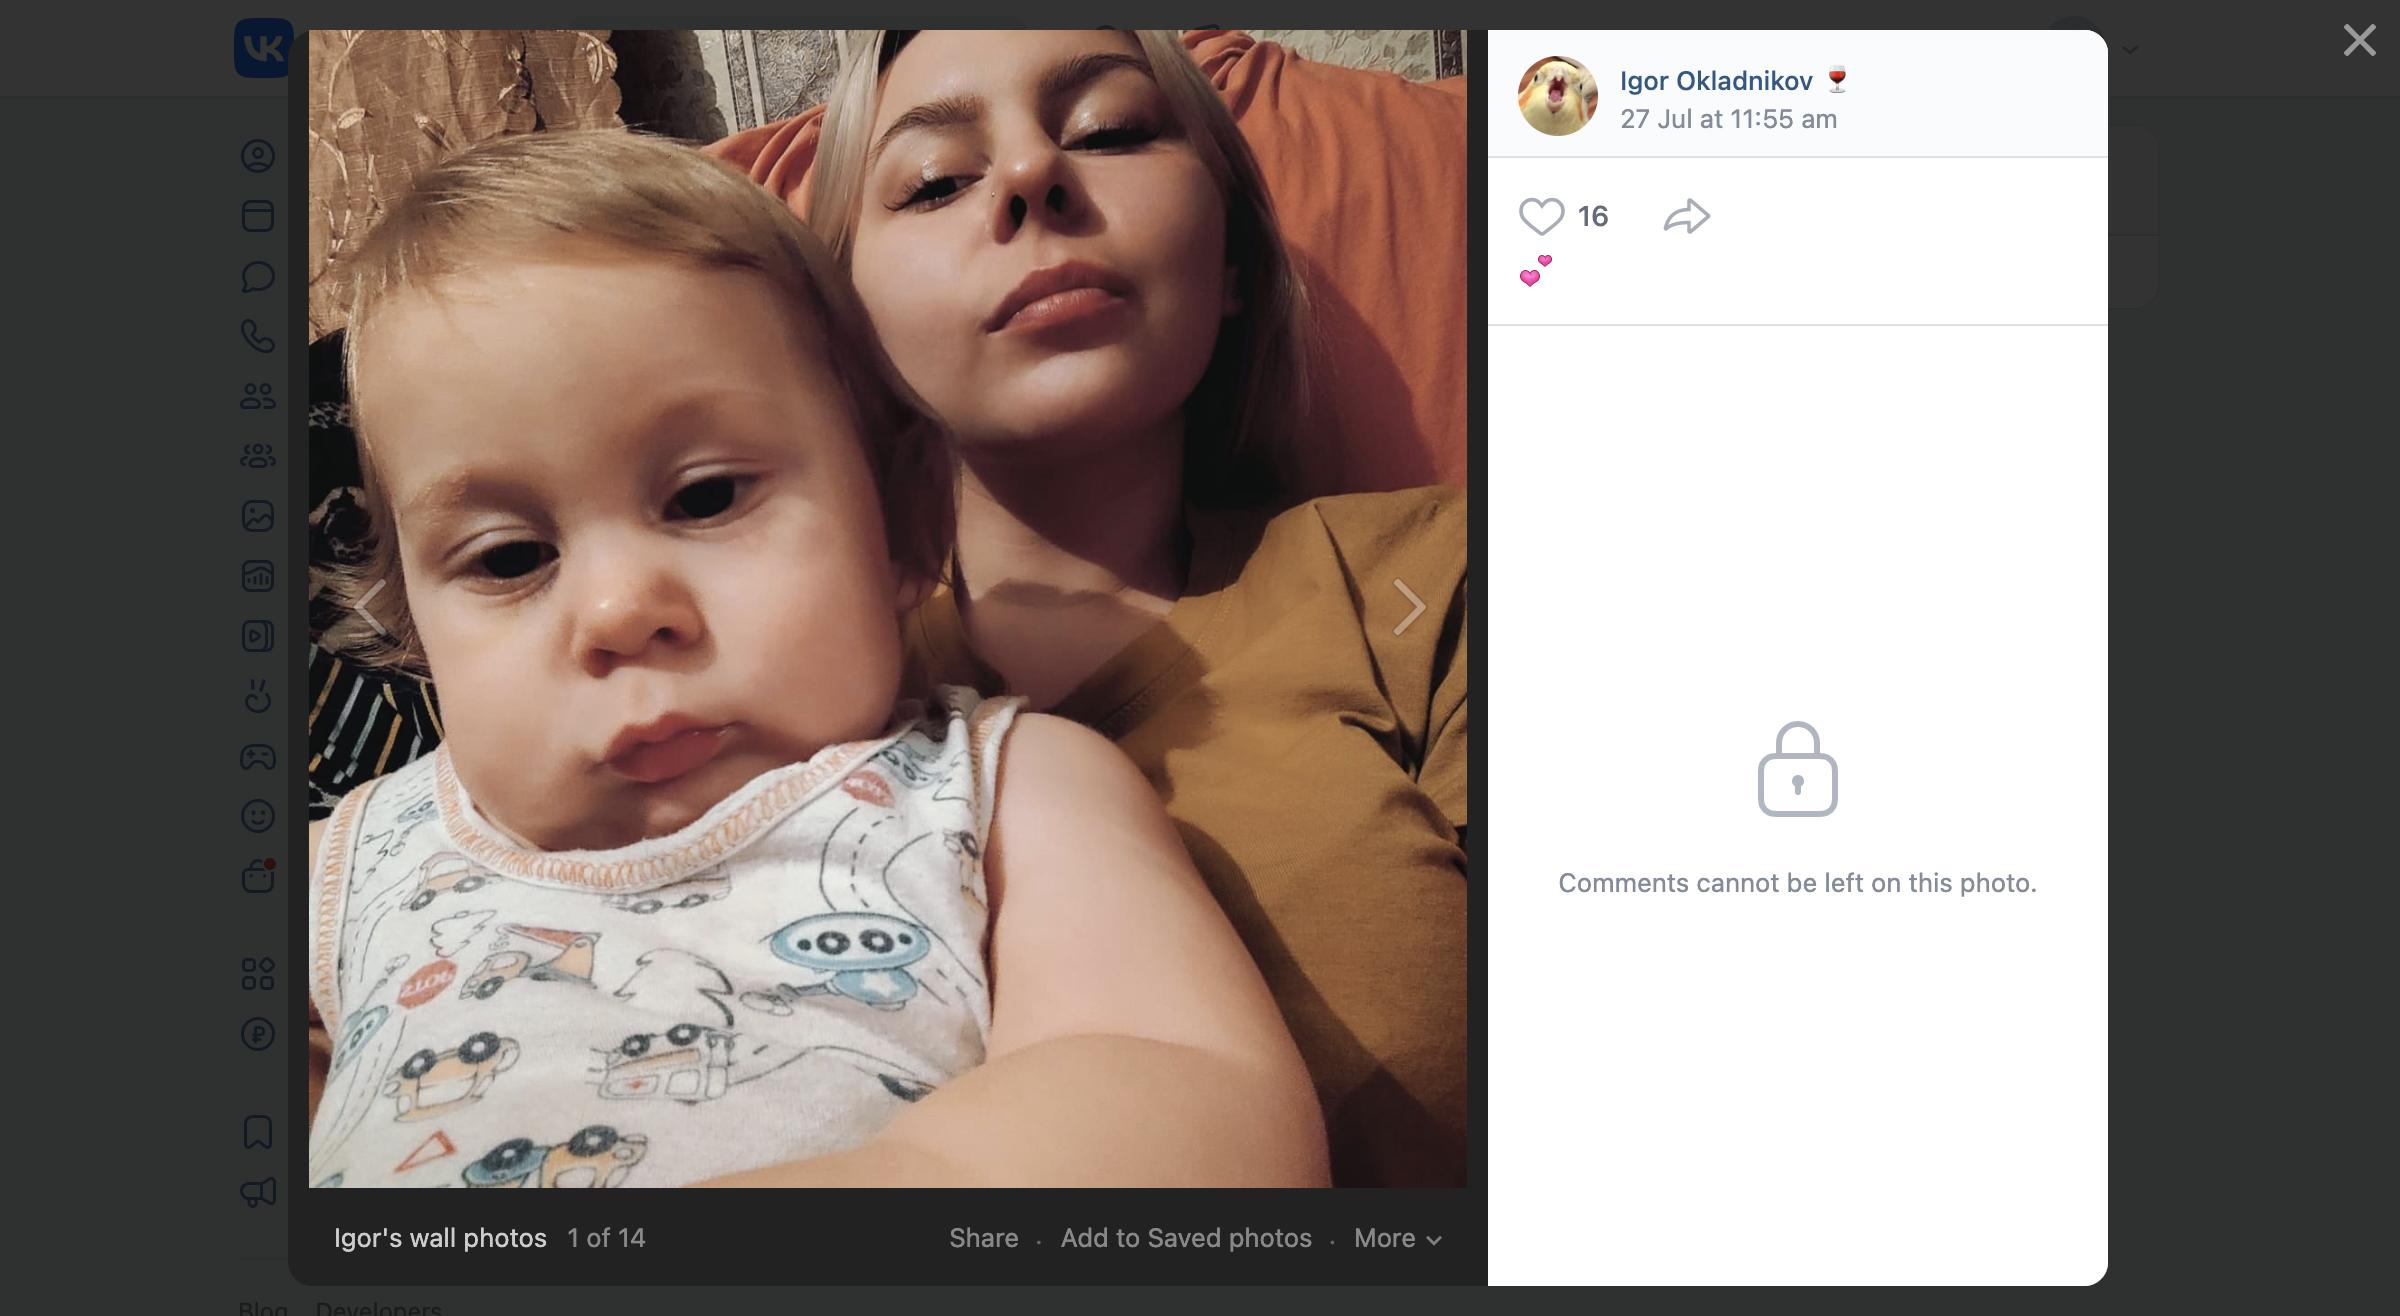 VK
Igor Okladnikov
27 Jul at 11:55 am
16
Comments cannot be left on this photo.
Igor's wall photos 1 of 14
Share · Add to Saved photos · More
Blog Developers